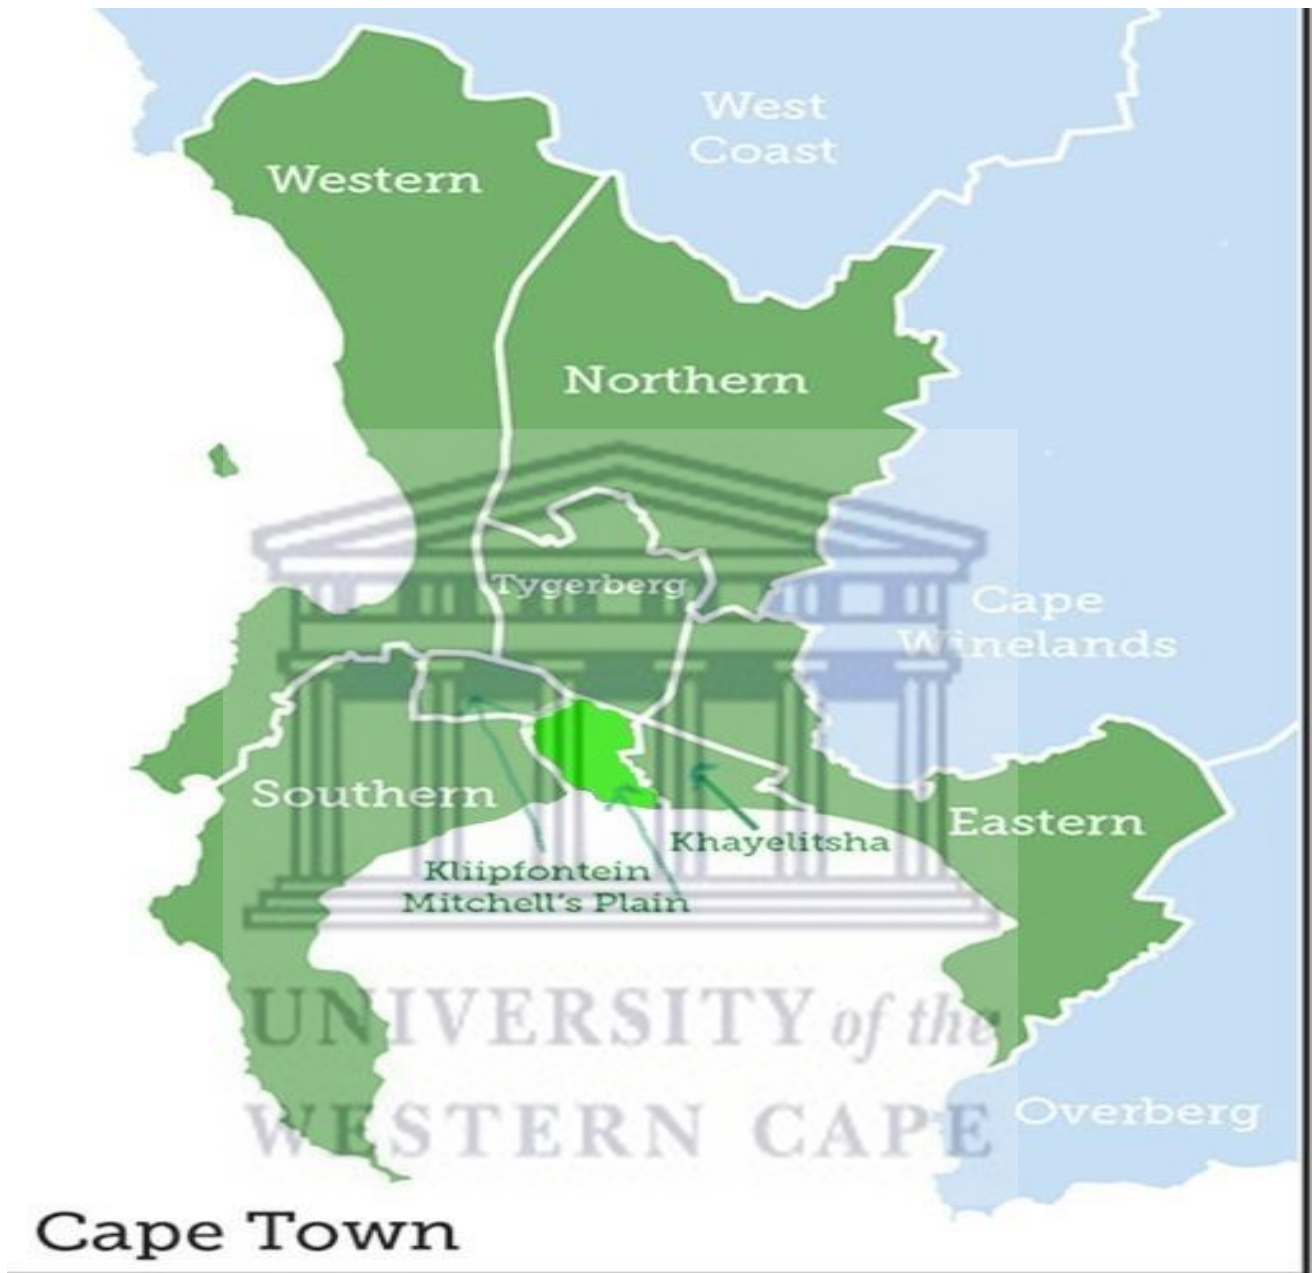 West
Coast
Western
Northern
Tygerberg
Cape
Winelands
Southern
Eastern
Khayelitsha
Kliipfontein
Mitchell's Plain
UNIVERSITY of the
WESTERN CAPE
Overberg
Cape Town